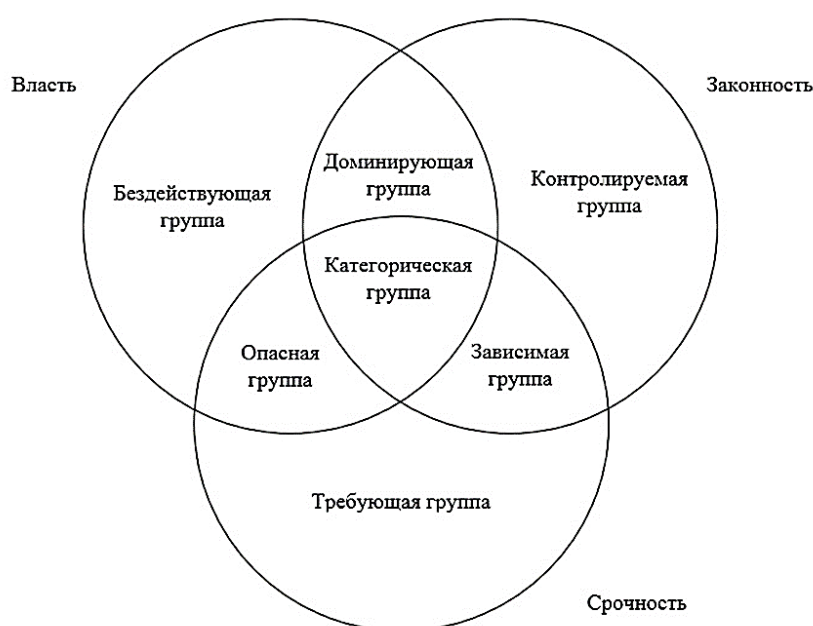 Власть
Законность
Доминирующая
группа
Бездействующая
группа
Контролируемая
группа
Категорическая
группа
Опасная
группа
Зависимая
группа
Требующая группа
Срочность